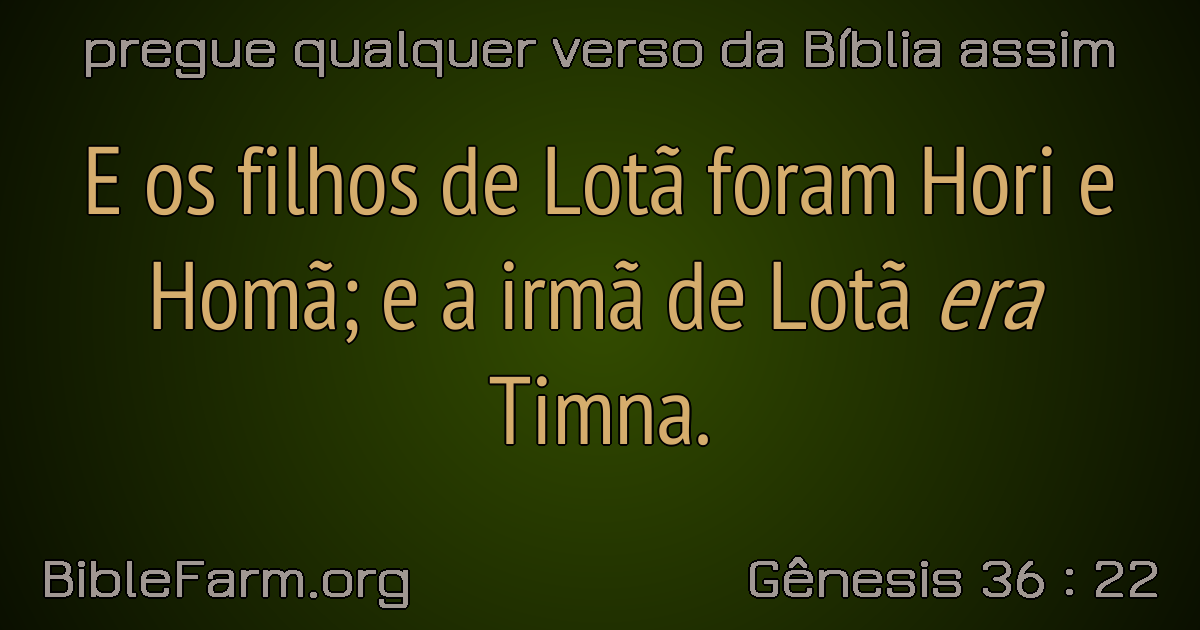 pregue qualquer verso da Bíblia assim
E os filhos de Lotã foram Hori e
Homã; e a irmã de Lotã era
Timna.
BibleFarm.org
Gênesis 36 : 22